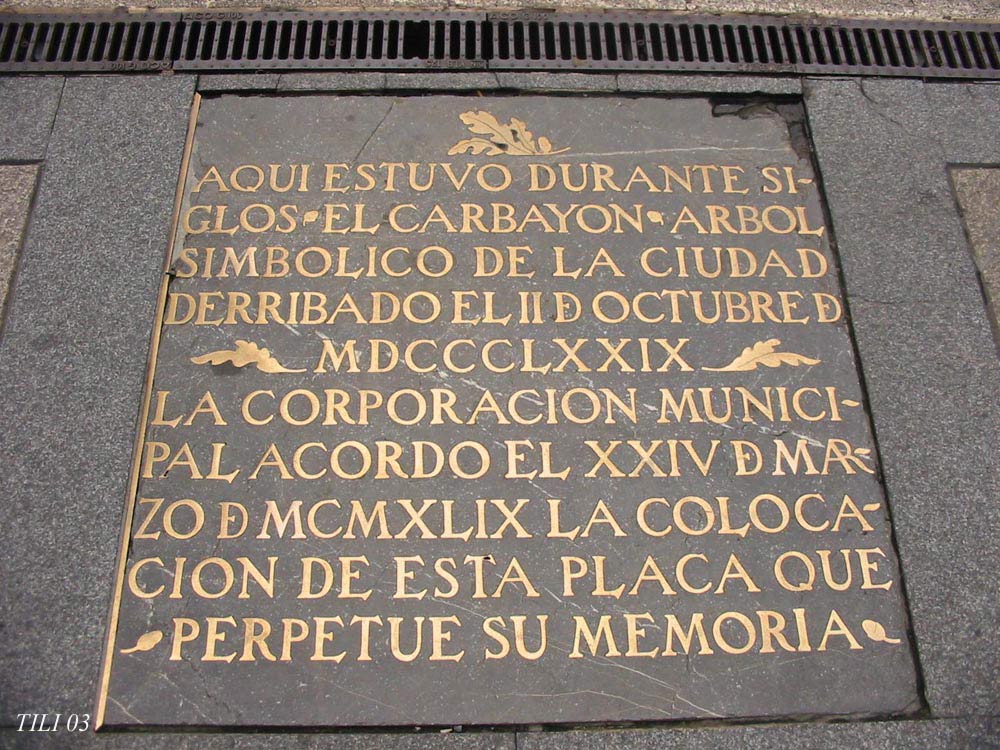 AQUI ESTUVO DURANTE SI-
GLOS·EL CARBAYON·ARBOL
SIMBOLICO DE LA CIUDAD
DERRIBADO EL II Đ OCTUBRE Đ
MDCCCLXXIX
LA CORPORACION MUNICI-
PAL ACORDO EL XXIV Đ MAR-
ZO Đ MCMXLIX LA COLOCA-
CION DE ESTA PLACA QUE
PERPETUE SU MEMORIA
TILI 03